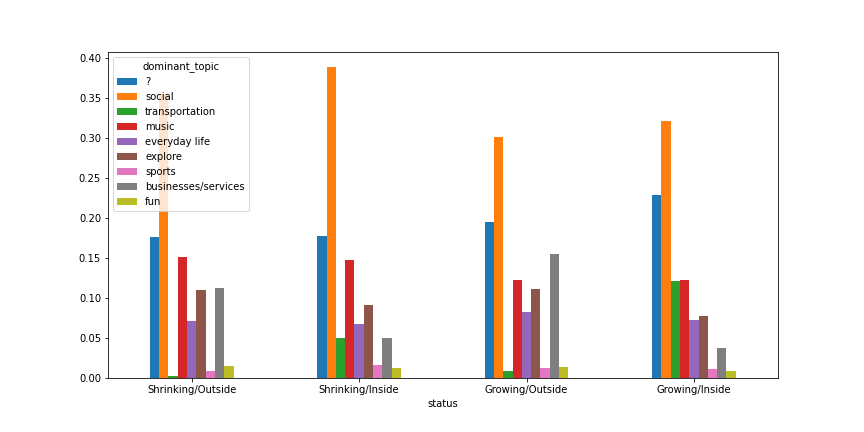 0.40
0.35
0.30
0.25
0.20
0.15
0.10
0.05
0.00
dominant_topic
?
social
transportation
music
everyday life
explore
sports
businesses/services
fun
Shrinking/Outside
Shrinking/Inside
Growing/Outside
Growing/Inside
status